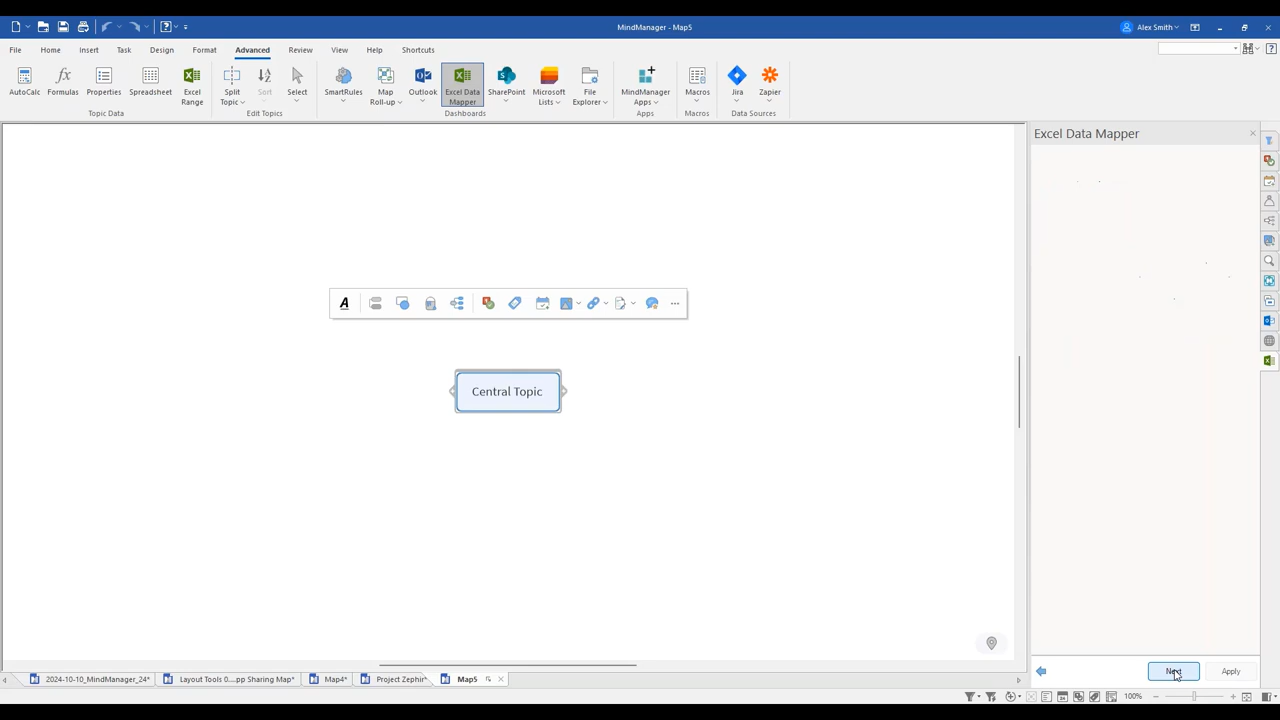 MindManager - Map5
Alex Smith
File Home Insert Task Design Format Advanced Review View Help Shortcuts
AutoCalc Formulas Properties Spreadsheet Excel Range Split Topic Sort Select SmartRules Map Roll-up Outlook Excel Data Mapper SharePoint Microsoft Lists File Explorer MindManager Apps Macros Jira Zapier
Topic Data Edit Topics Dashboards Apps Macros Data Sources
Excel Data Mapper
A
Central Topic
Next Apply
2024-10-10_MindManager_24* Layout Tools 0....pp Sharing Map* Map4* Project Zephir* Map5
100%